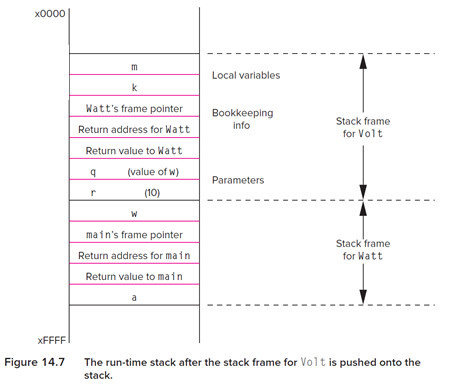 x0000
m
Local variables
k
Watt's frame pointer
Bookkeeping
info
Return address for Watt
Stack frame
for Volt
Return value to Watt
q (value of w)
Parameters
r (10)
w
main's frame pointer
Stack frame
for Watt
Return address for main
Return value to main
a
xFFFF
Figure 14.7 The run-time stack after the stack frame for Volt is pushed onto the
stack.